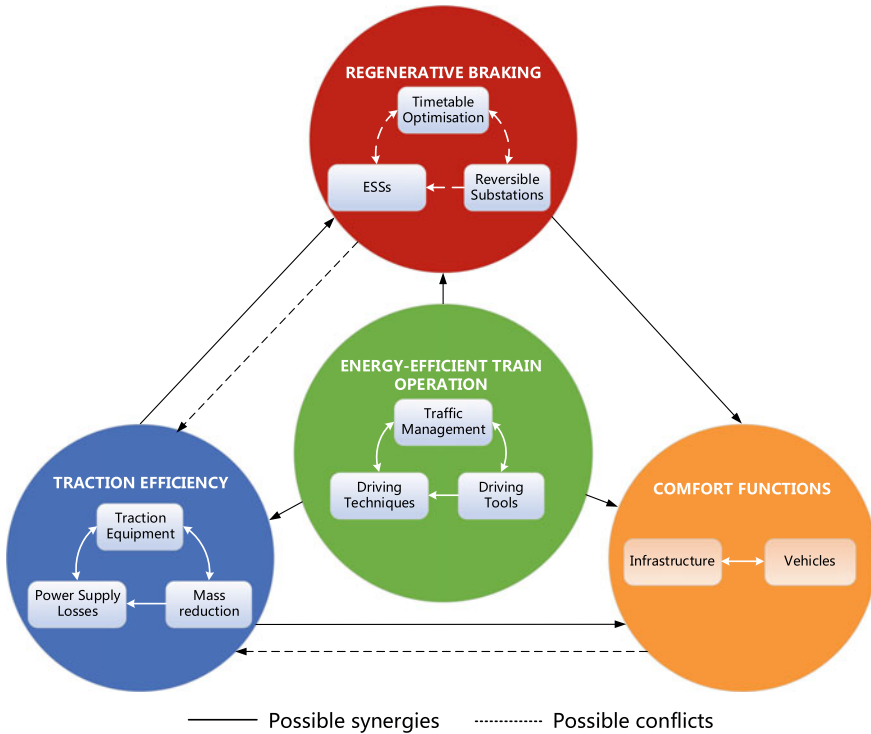 REGENERATIVE BRAKING
Timetable
Optimisation
ESSs
Reversible
Substations
ENERGY-EFFICIENT TRAIN
OPERATION
Traffic
Management
Driving
Techniques
Driving
Tools
TRACTION EFFICIENCY
Traction
Equipment
Power Supply
Losses
Mass
reduction
COMFORT FUNCTIONS
Infrastructure
Vehicles
Possible synergies
Possible conflicts